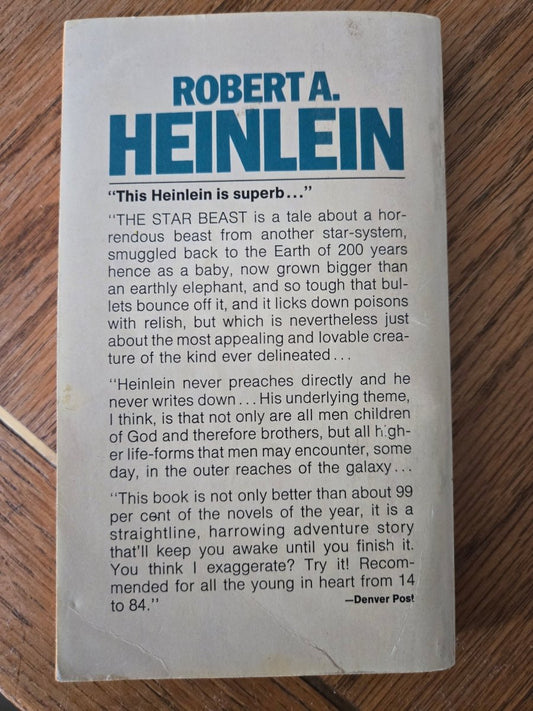 ROBERT A.
HEINLEIN
"This Heinlein is superb..."
"THE STAR BEAST is a tale about a hor-
rendous beast from another star-system,
smuggled back to the Earth of 200 years
hence as a baby, now grown bigger than
an earthly elephant, and so tough that bul-
lets bounce off it, and it licks down poisons
with relish, but which is nevertheless just
about the most appealing and lovable crea-
ture of the kind ever delineated...
"Heinlein never preaches directly and he
never writes down...His underlying theme,
I think, is that not only are all men children
of God and therefore brothers, but all high-
er life-forms that men may encounter, some
day, in the outer reaches of the galaxy...
"This book is not only better than about 99
per cent of the novels of the year, it is a
straightline, harrowing adventure story
that'll keep you awake until you finish it.
You think I exaggerate? Try it! Recom-
mended for all the young in heart from 14
to 84."
—Denver Post